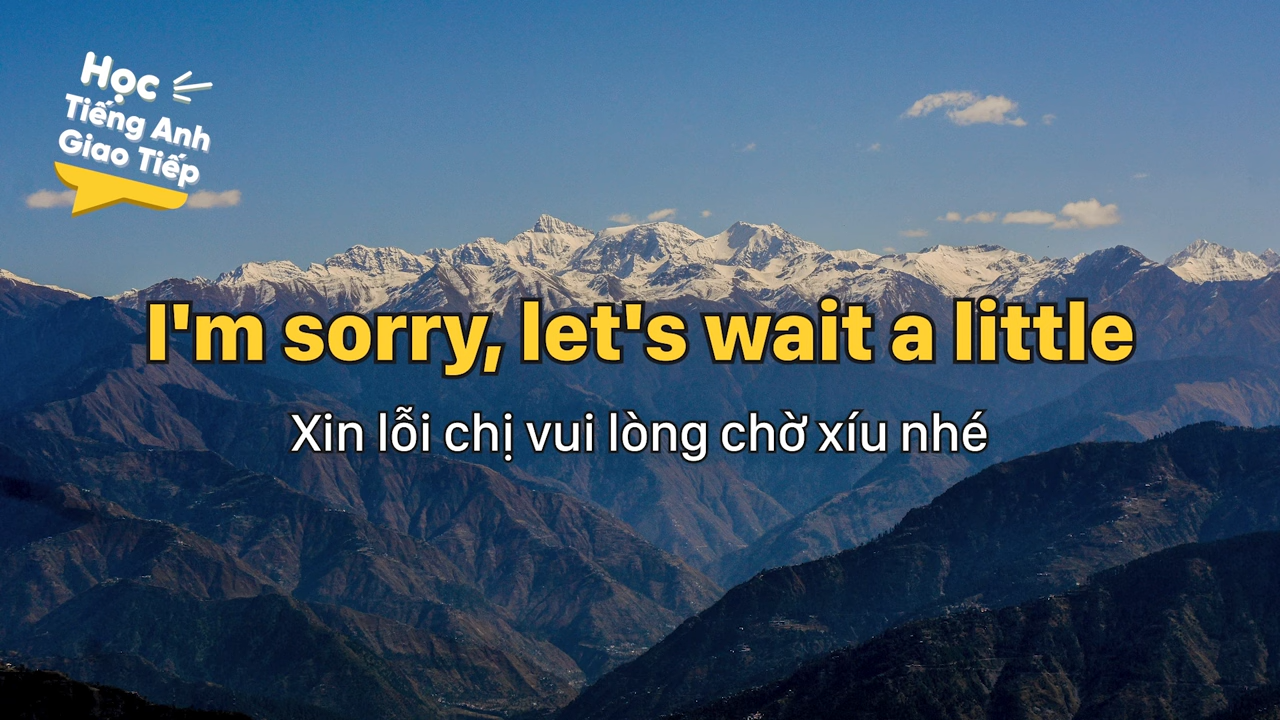 Học
Tiếng Anh
Giao Tiếp
I'm sorry, let's wait a little
Xin lỗi chị vui lòng chờ xíu nhé